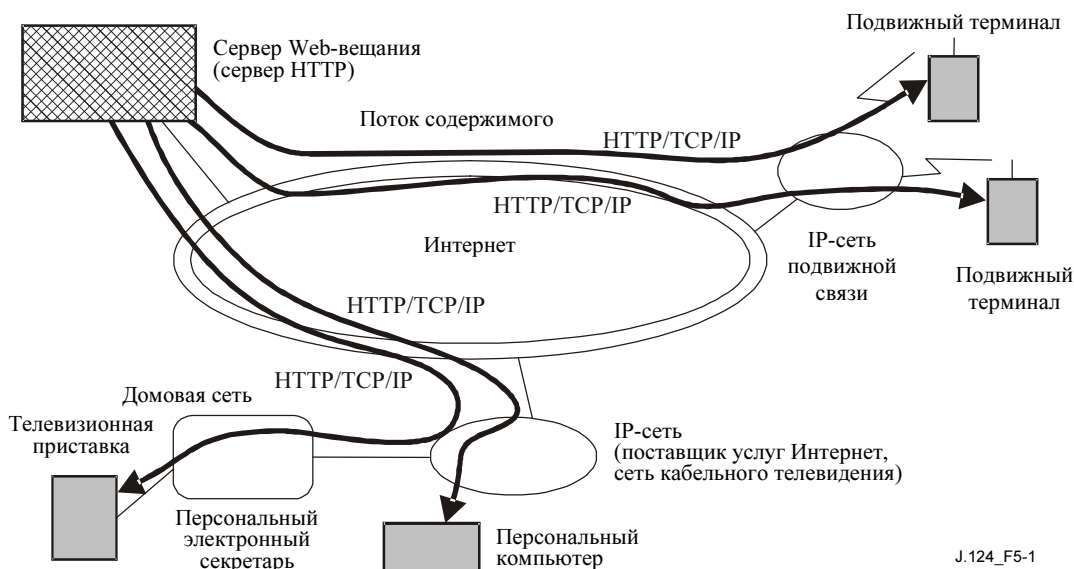 Подвижный терминал
Сервер Web-вещания
(сервер HTTP)
Поток содержимого
HTTP/TCP/IP
HTTP/TCP/IP
Интернет
IP-сеть
подвижной
связи
Подвижный
терминал
HTTP/TCP/IP
HTTP/TCP/IP
Домовая сеть
Телевизионная
приставка
IP-сеть
(поставщик услуг Интернет,
сеть кабельного телевидения)
Персональный
электронный
секретарь
Персональный
компьютер
J.124_F5-1